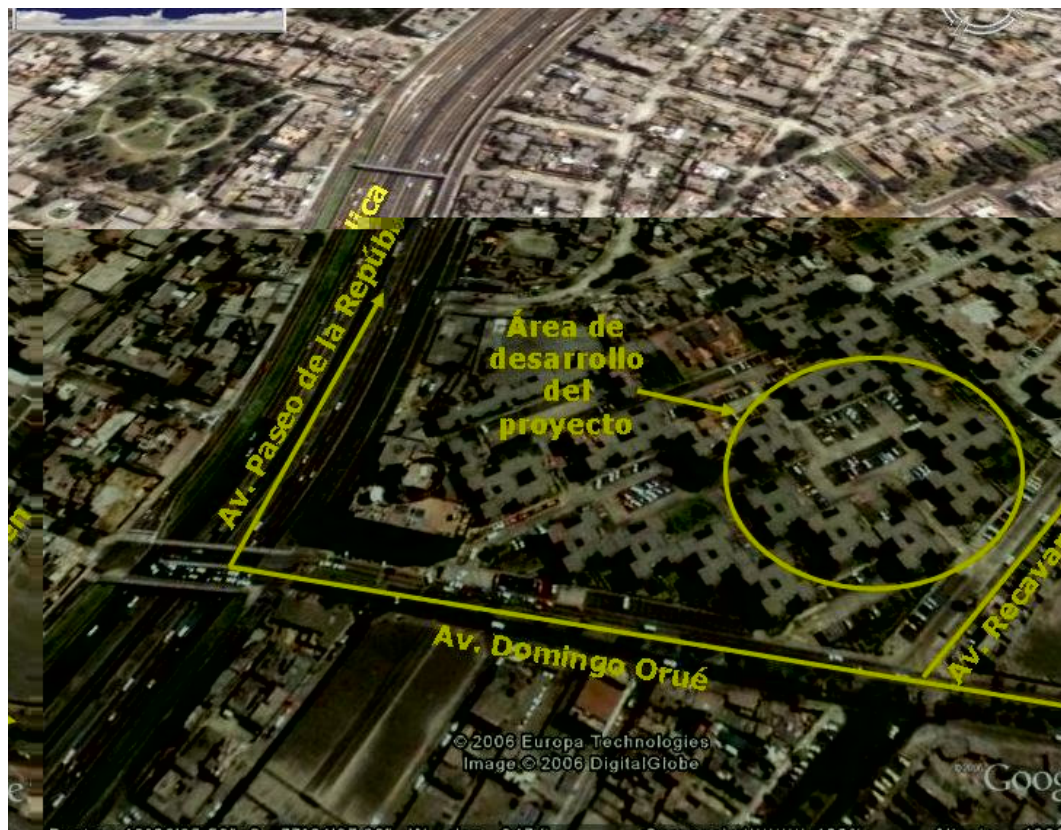 Av. Paseo de la República
Área de
desarrollo
del
proyecto
Av. Domingo Orué
© 2006 Europa Technologies
Image © 2006 DigitalGlobe